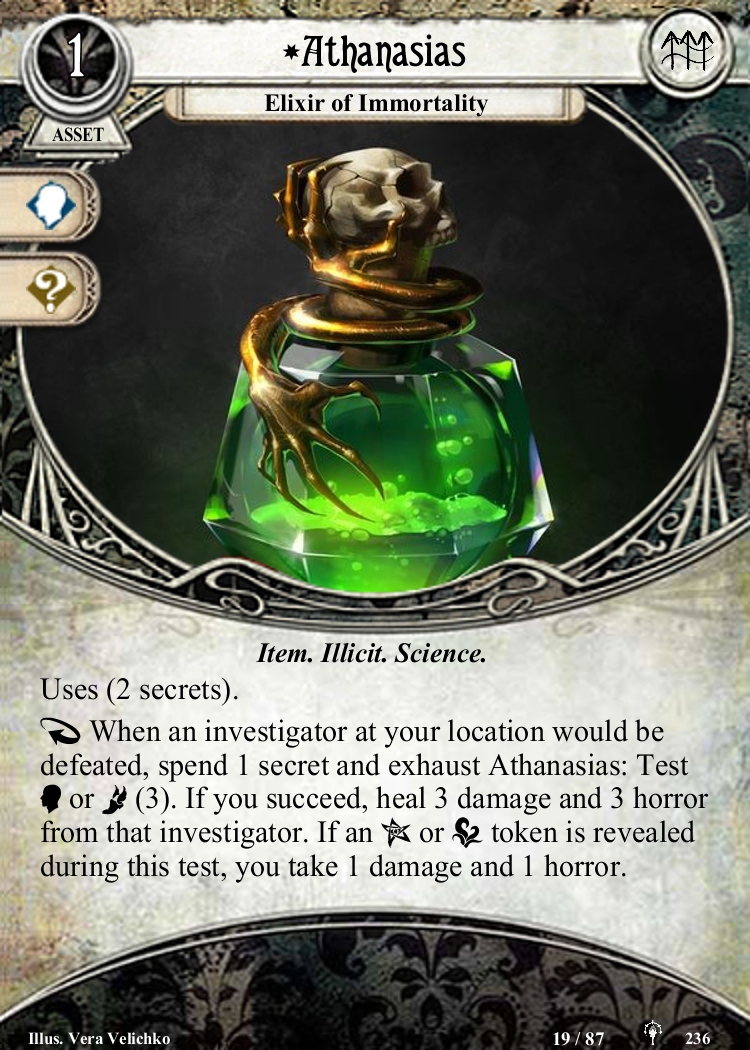 1
*Athanasias
Elixir of Immortality
ASSET
?
Item. Illicit. Science.
Uses (2 secrets).
When an investigator at your location would be
defeated, spend 1 secret and exhaust Athanasias: Test
or (3). If you succeed, heal 3 damage and 3 horror
from that investigator. If an or token is revealed
during this test, you take 1 damage and 1 horror.
Illus. Vera Velichko
19 / 87
236